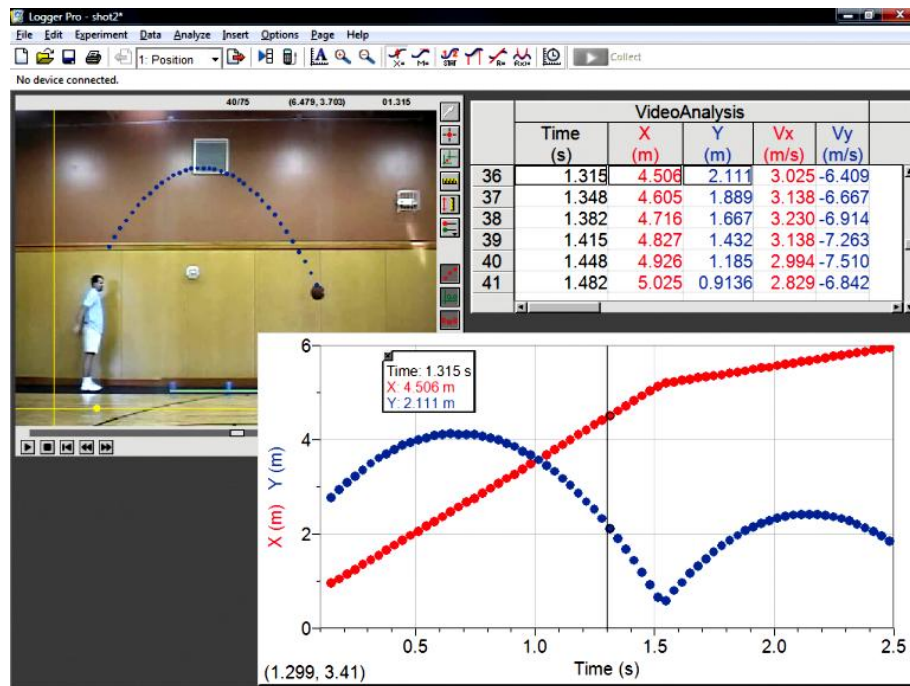 Logger Pro - shot2*
File Edit Experiment Data Analyze Insert Options Page Help
1: Position
Collect
No device connected.
40/75 (6.479, 3.703) 01.315
VideoAnalysis
Time X Y Vx Vy
(s) (m) (m) (m/s) (m/s)
36 1.315 4.506 2.111 3.025 -6.409
37 1.348 4.605 1.889 3.138 -6.667
38 1.382 4.716 1.667 3.230 -6.914
39 1.415 4.827 1.432 3.138 -7.263
40 1.448 4.926 1.185 2.994 -7.510
41 1.482 5.025 0.9136 2.829 -6.842
Time: 1.315 s
X: 4.506 m
Y: 2.111 m
X (m) Y (m)
6
4
2
0
0.5 1.0 1.5 2.0 2.5
(1.299, 3.41)
Time (s)